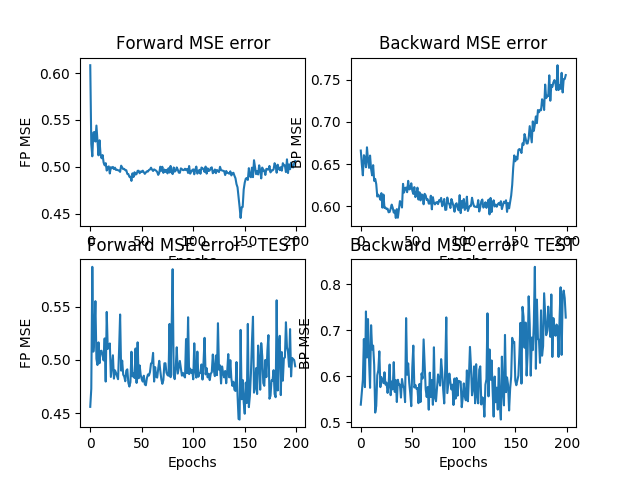 Forward MSE error
Backward MSE error
0.60
0.55
0.50
0.45
FP MSE
0
50
100
150
200
Epochs
0.75
0.70
0.65
0.60
BP MSE
0
50
100
150
200
Epochs
Forward MSE error - TEST
Backward MSE error - TEST
0.55
0.50
0.45
FP MSE
0
50
100
150
200
Epochs
0.8
0.7
0.6
0.5
BP MSE
0
50
100
150
200
Epochs